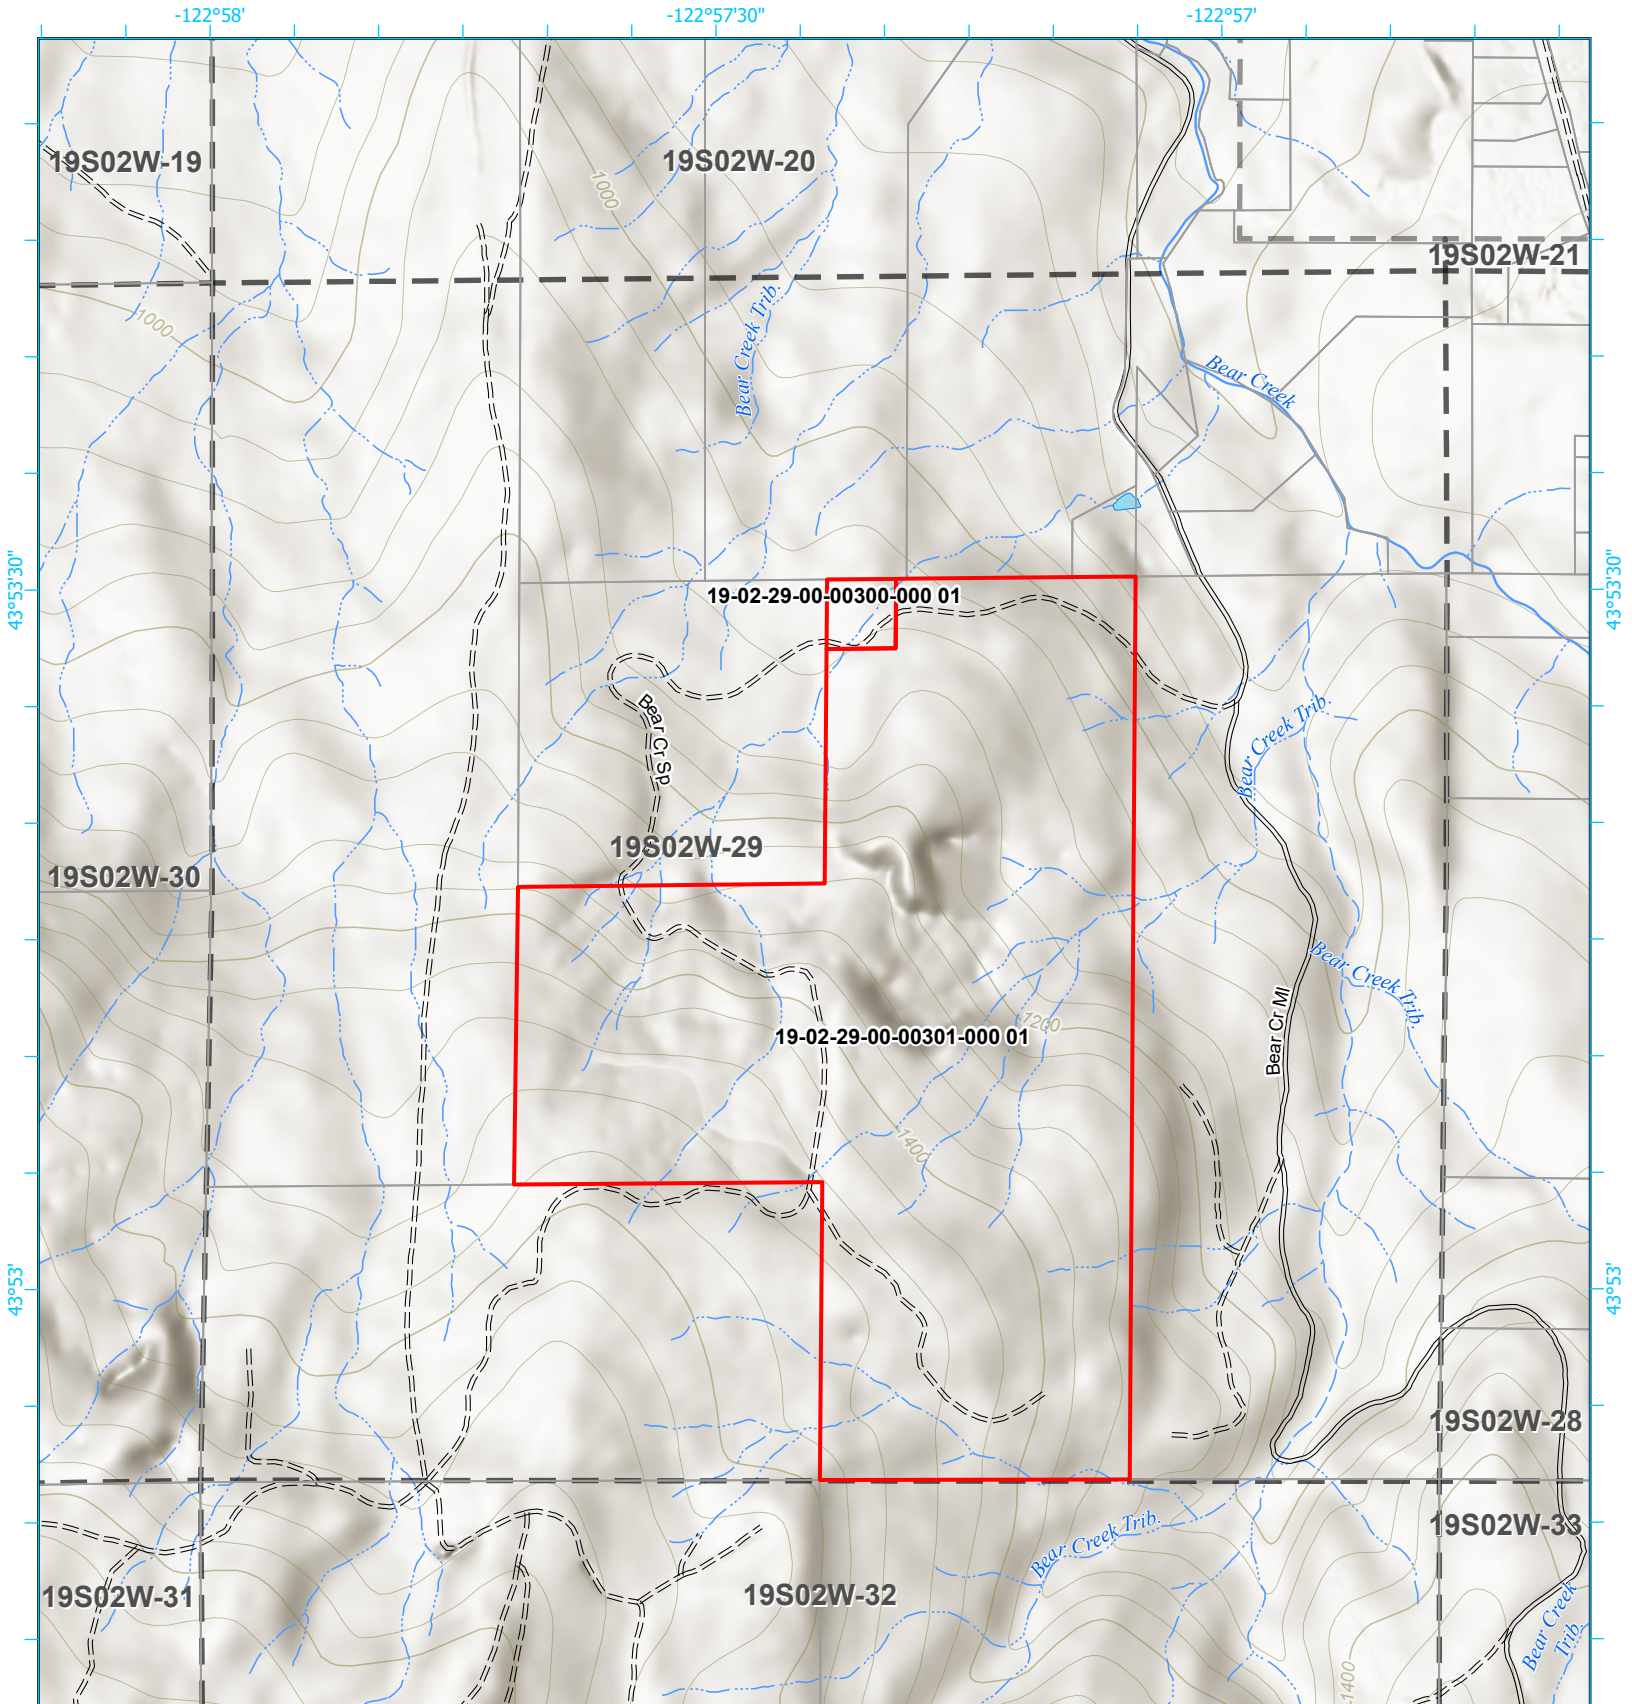 -122°58'
-122°57'30"
-122°57'
19S02W-19
19S02W-20
1000
19S02W-21
1000
Bear Creek Trib.
Bear Creek
43°53'30"
43°53'30"
19-02-29-00-00300-000 01
Bear Cr Sp
Bear Creek Trib.
19S02W-29
19S02W-30
Bear Creek Trib.
Bear Cr Ml
1200
19-02-29-00-00301-000 01
1400
43°53'
43°53'
19S02W-28
19S02W-33
Bear Creek Trib.
19S02W-31
19S02W-32
Bear Creek
Trib.
1400